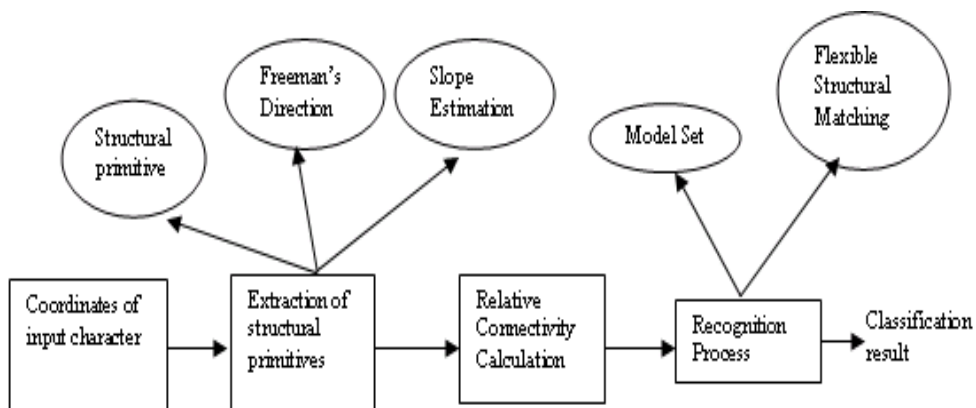 Structural
primitive
Freeman's
Direction
Slope
Estimation
Model Set
Flexible
Structural
Matching
Coordinates of
input character
Extraction of
structural
primitives
Relative
Connectivity
Calculation
Recognition
Process
Classification
result